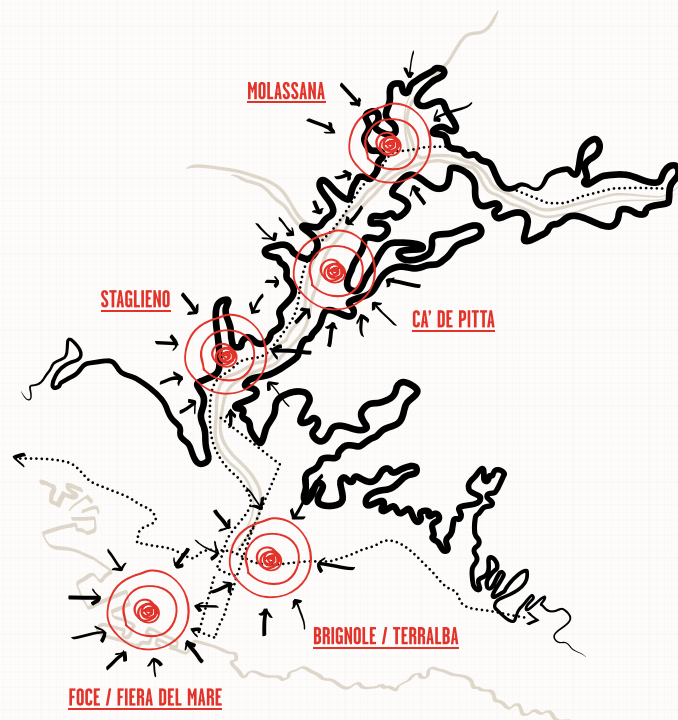 MOLASSANA
STAGLIENO
CA' DE PITTA
BRIGNOLE / TERRALBA
FOCE / FIERA DEL MARE